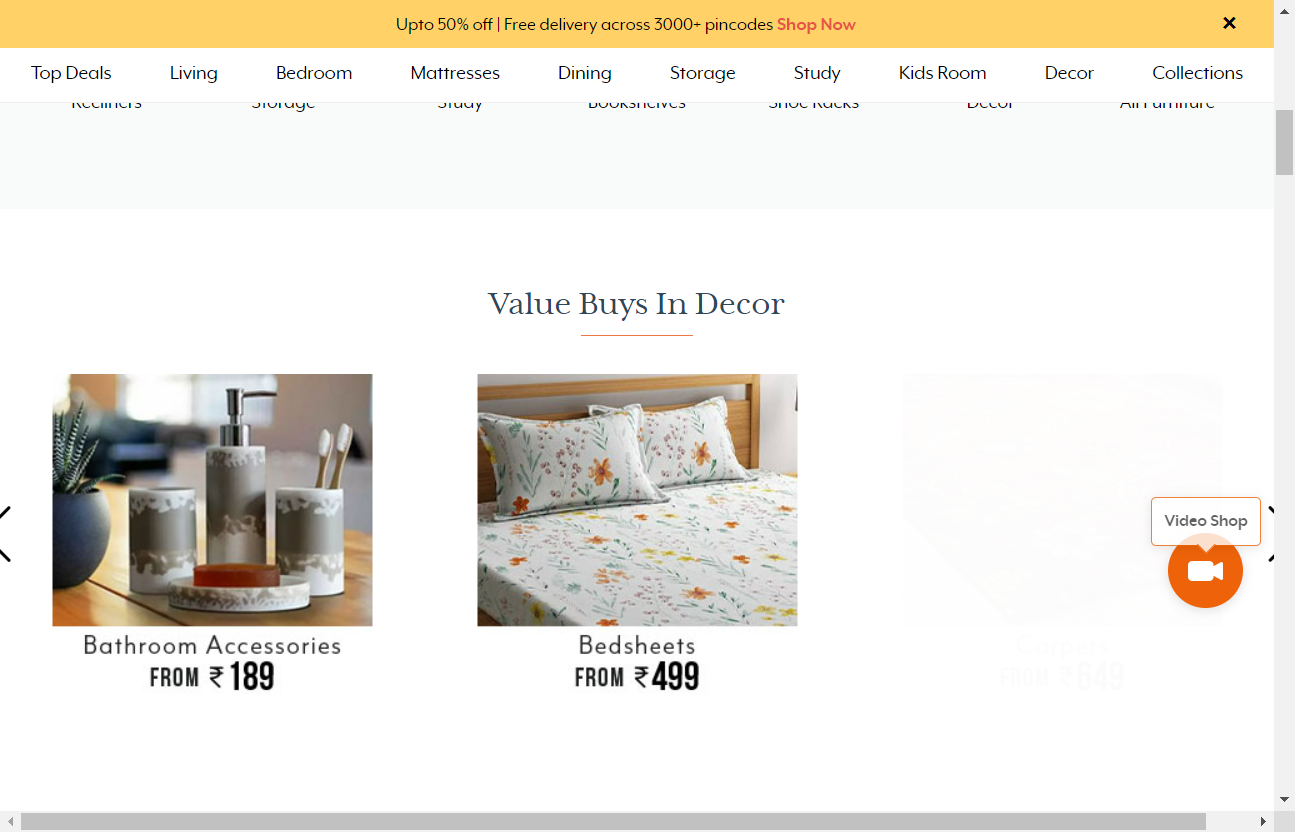 Upto 50% off | Free delivery across 3000+ pincodes Shop Now
Top Deals Living Bedroom Mattresses Dining Storage Study Kids Room Decor Collections
Recliners Storage Study Bookshelves Shoe Racks Decor All Furniture
Value Buys In Decor
Video Shop
Bathroom Accessories Bedsheets Carpets
FROM ₹189 FROM ₹499 FROM ₹649